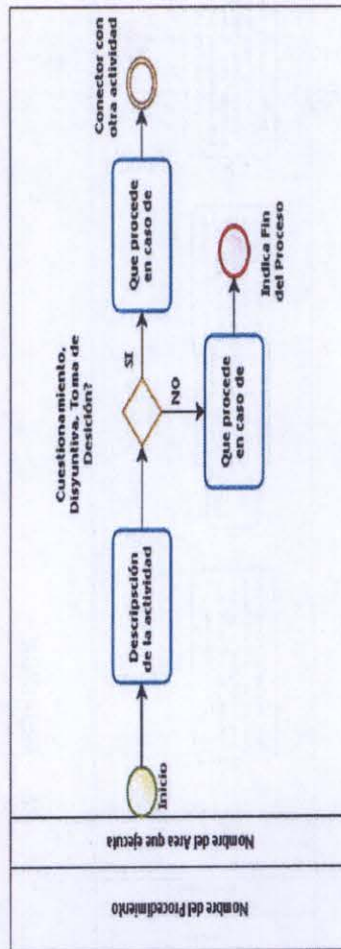 Nombre del Procedimiento
Nombre del Area que ejecuta
Inicio
Descripsción
de la actividad
Cuestionamiento,
Disyuntiva, Toma de
Desición?
SI
NO
Que procede
en caso de
Conector con
otra actividad
Que procede
en caso de
Indica Fin
del Proceso